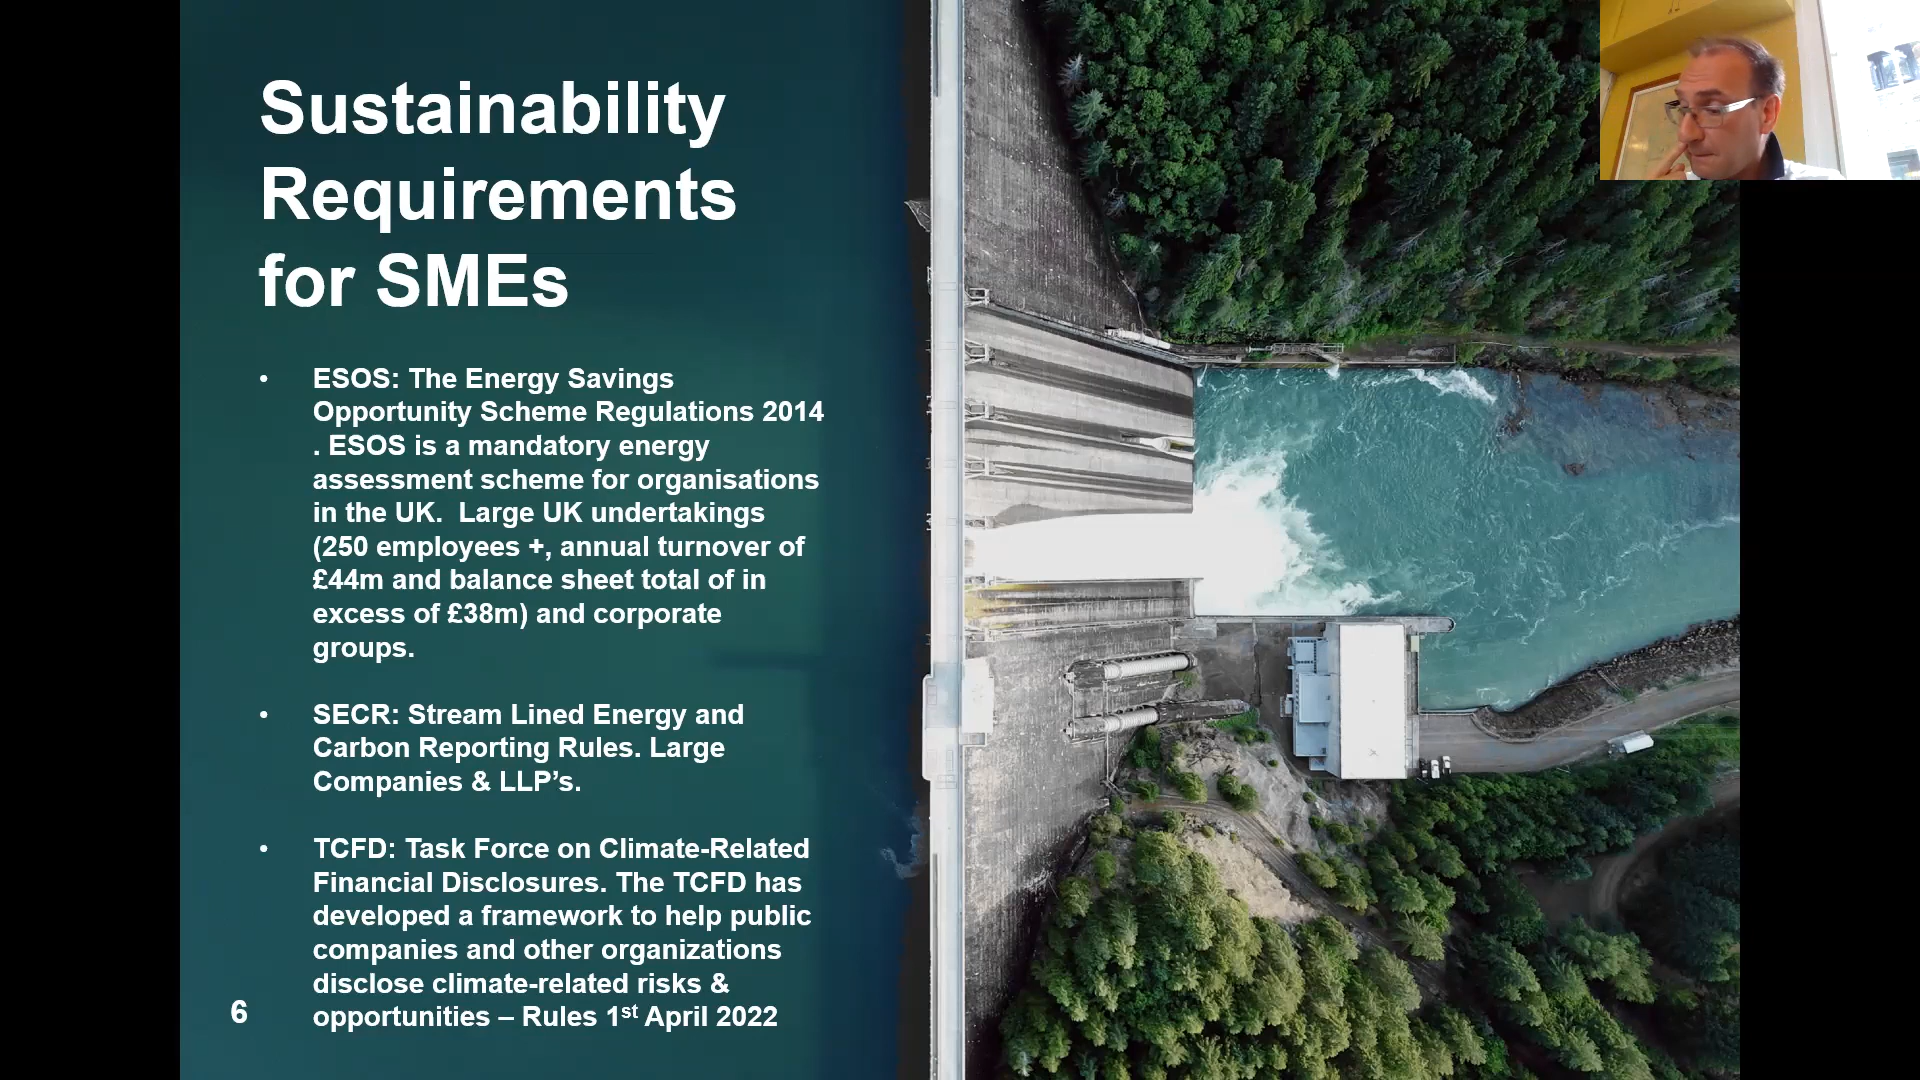 Sustainability
Requirements
for SMEs
• ESOS: The Energy Savings
Opportunity Scheme Regulations 2014
. ESOS is a mandatory energy
assessment scheme for organisations
in the UK.  Large UK undertakings
(250 employees +, annual turnover of
£44m and balance sheet total of in
excess of £38m) and corporate
groups.
• SECR: Stream Lined Energy and
Carbon Reporting Rules. Large
Companies & LLP’s.
• TCFD: Task Force on Climate-Related
Financial Disclosures. The TCFD has
developed a framework to help public
companies and other organizations
disclose climate-related risks &
opportunities – Rules 1st April 2022
6